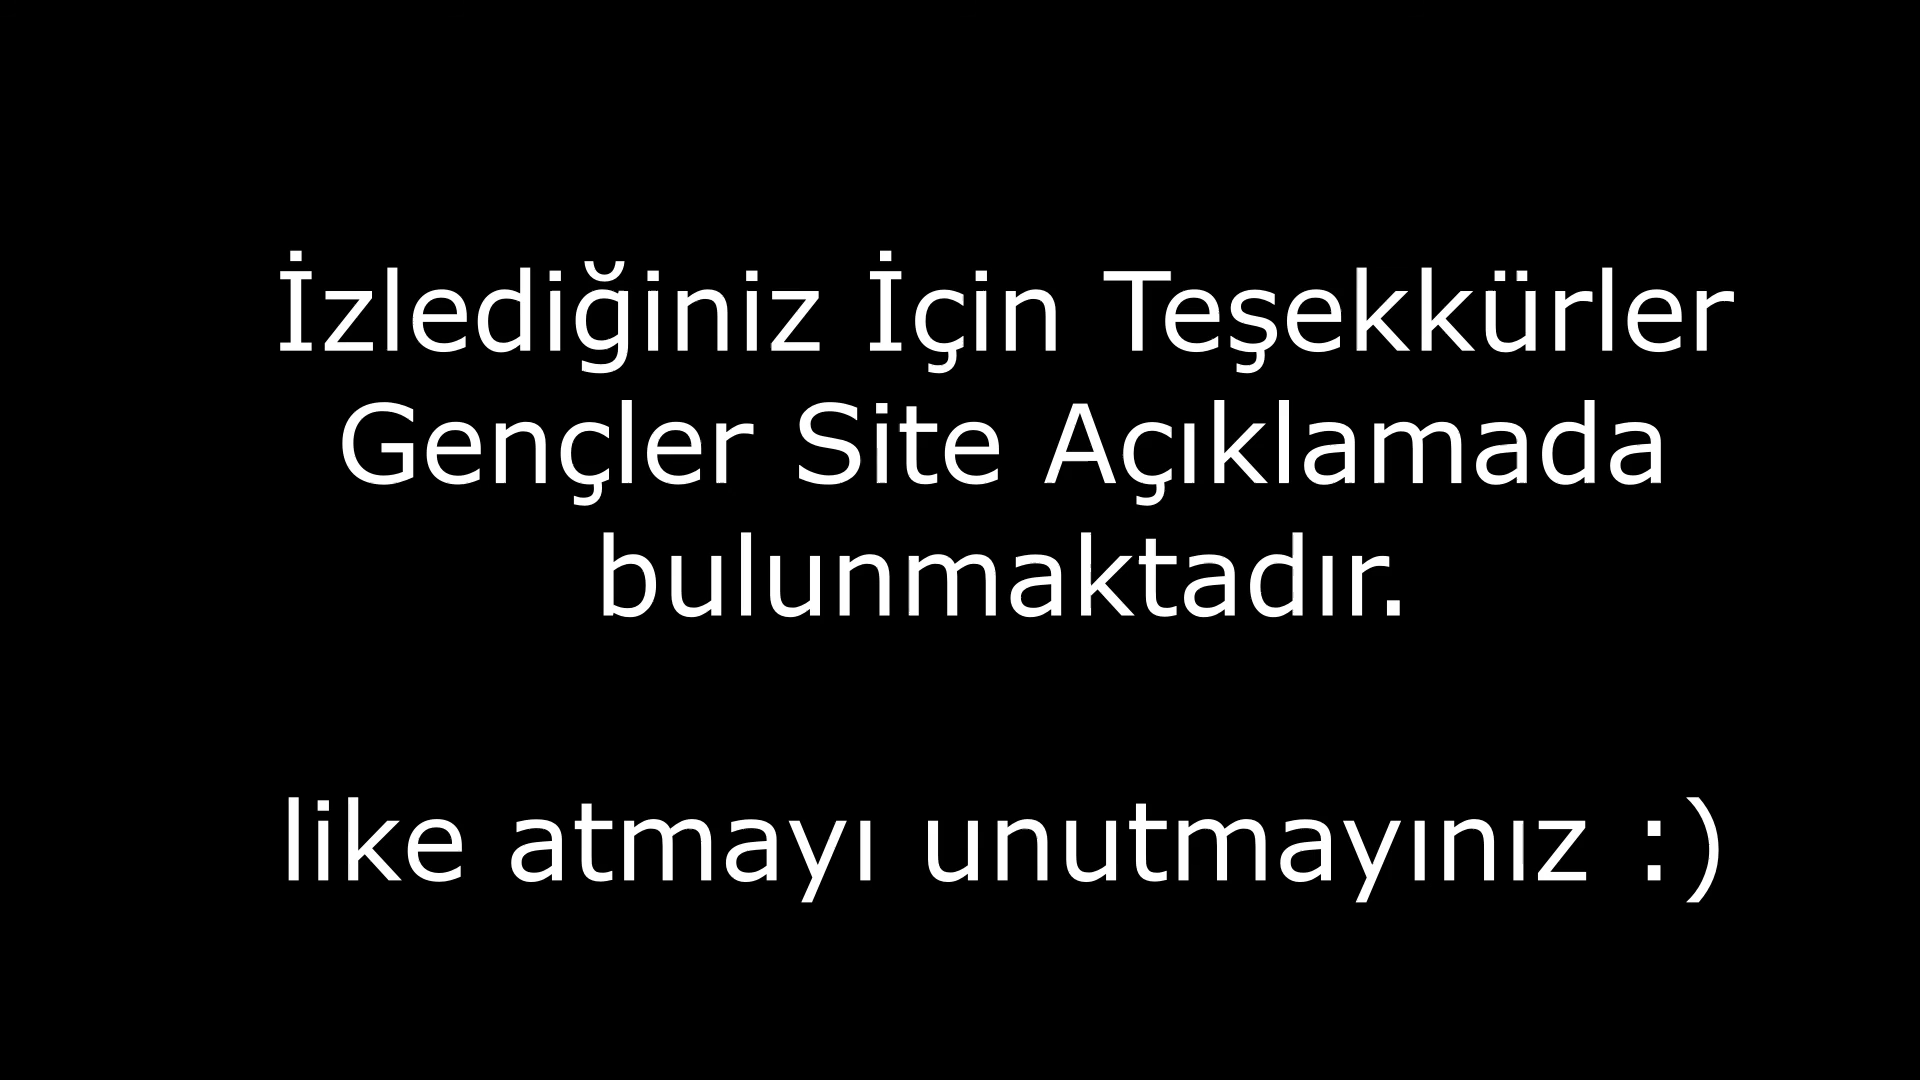 İzlediğiniz İçin Teşekkürler
Gençler Site Açıklamada
bulunmaktadır.
like atmayı unutmayınız :)